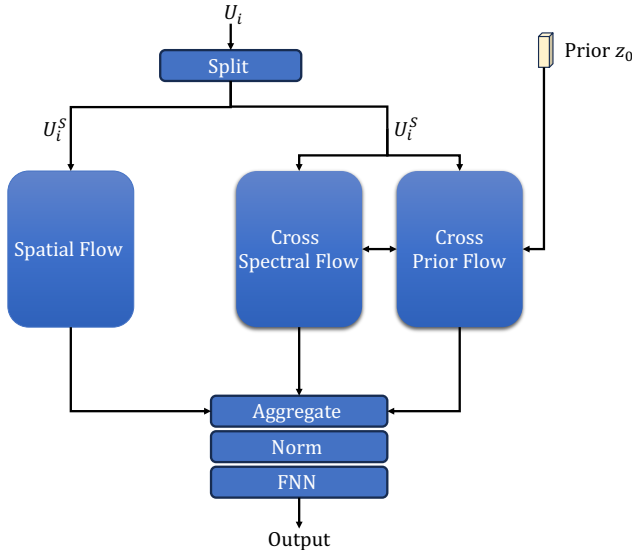 U_i
Split
Prior z_0
U_i^S
U_i^S
Spatial Flow
Cross
Spectral Flow
Cross
Prior Flow
Aggregate
Norm
FNN
Output